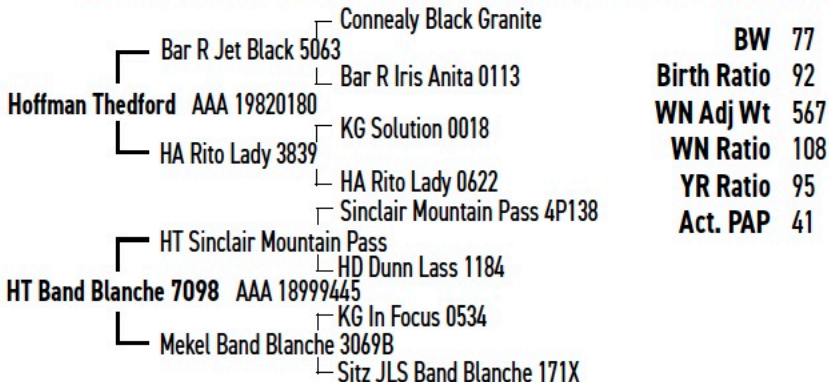 Connealy Black Granite
Bar R Jet Black 5063
Bar R Iris Anita 0113
Hoffman Thedford AAA 19820180
KG Solution 0018
HA Rito Lady 3839
HA Rito Lady 0622
Sinclair Mountain Pass 4P138
HT Sinclair Mountain Pass
HD Dunn Lass 1184
HT Band Blanche 7098 AAA 18999445
KG In Focus 0534
Mekel Band Blanche 3069B
Sitz JLS Band Blanche 171X
BW 77
Birth Ratio 92
WN Adj Wt 567
WN Ratio 108
YR Ratio 95
Act. PAP 41